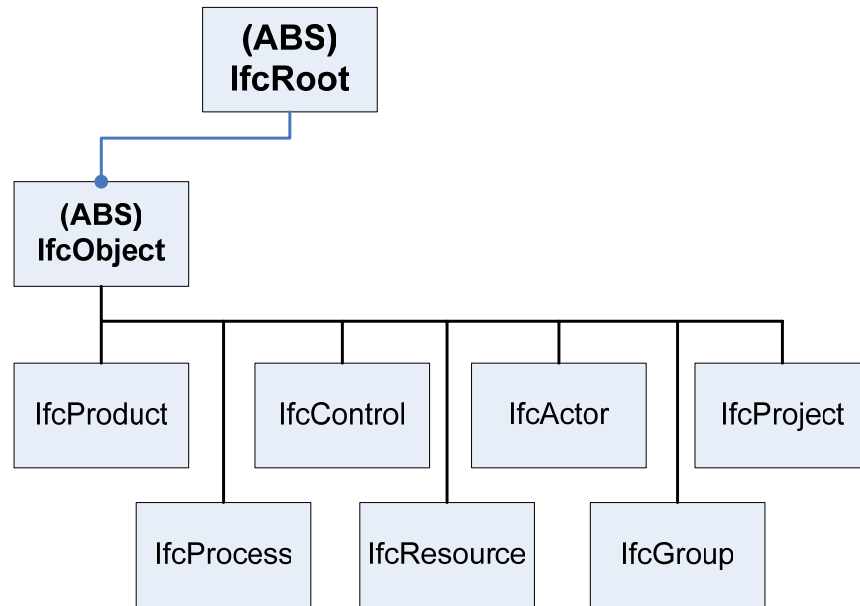 (ABS)
IfcRoot
(ABS)
IfcObject
IfcProduct
IfcControl
IfcActor
IfcProject
IfcProcess
IfcResource
IfcGroup